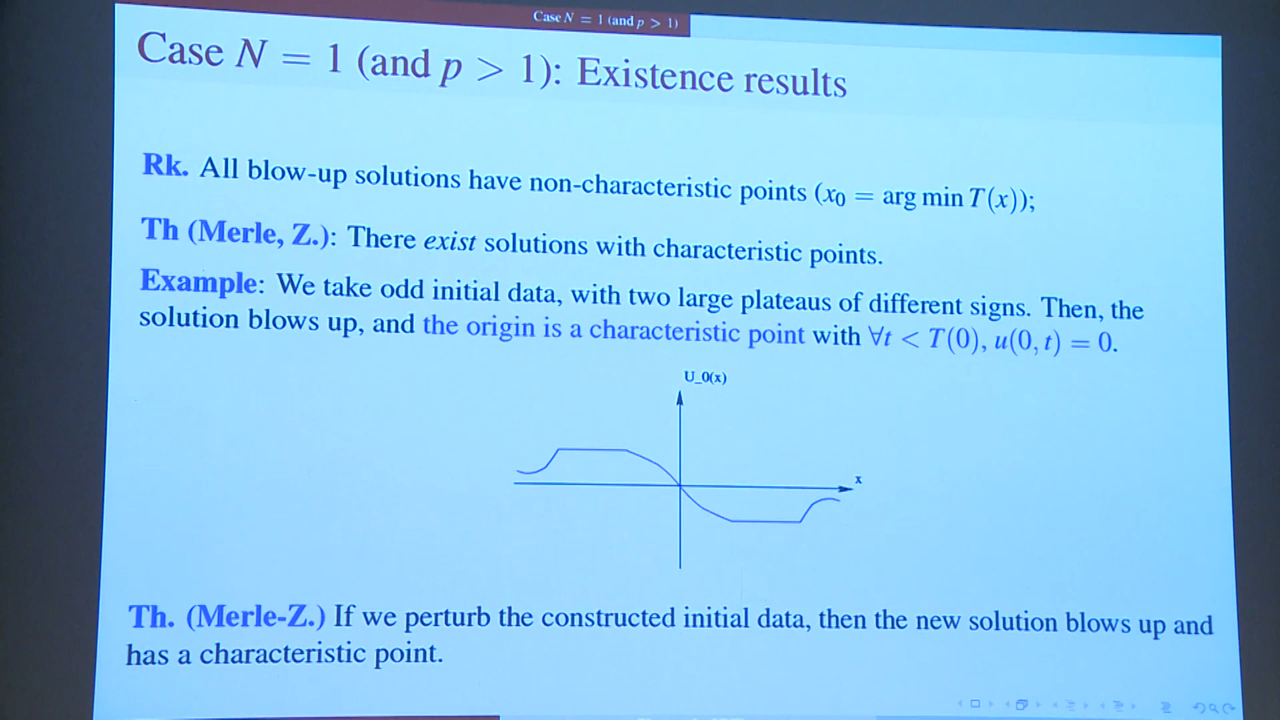 Case N = 1 (and p > 1)
Case N = 1 (and p > 1): Existence results
Rk. All blow-up solutions have non-characteristic points (x₀ = arg min T(x));
Th (Merle, Z.): There exist solutions with characteristic points.
Example: We take odd initial data, with two large plateaus of different signs. Then, the
solution blows up, and the origin is a characteristic point with ∀t < T(0), u(0, t) = 0.
U_0(x)
x
Th. (Merle-Z.) If we perturb the constructed initial data, then the new solution blows up and
has a characteristic point.